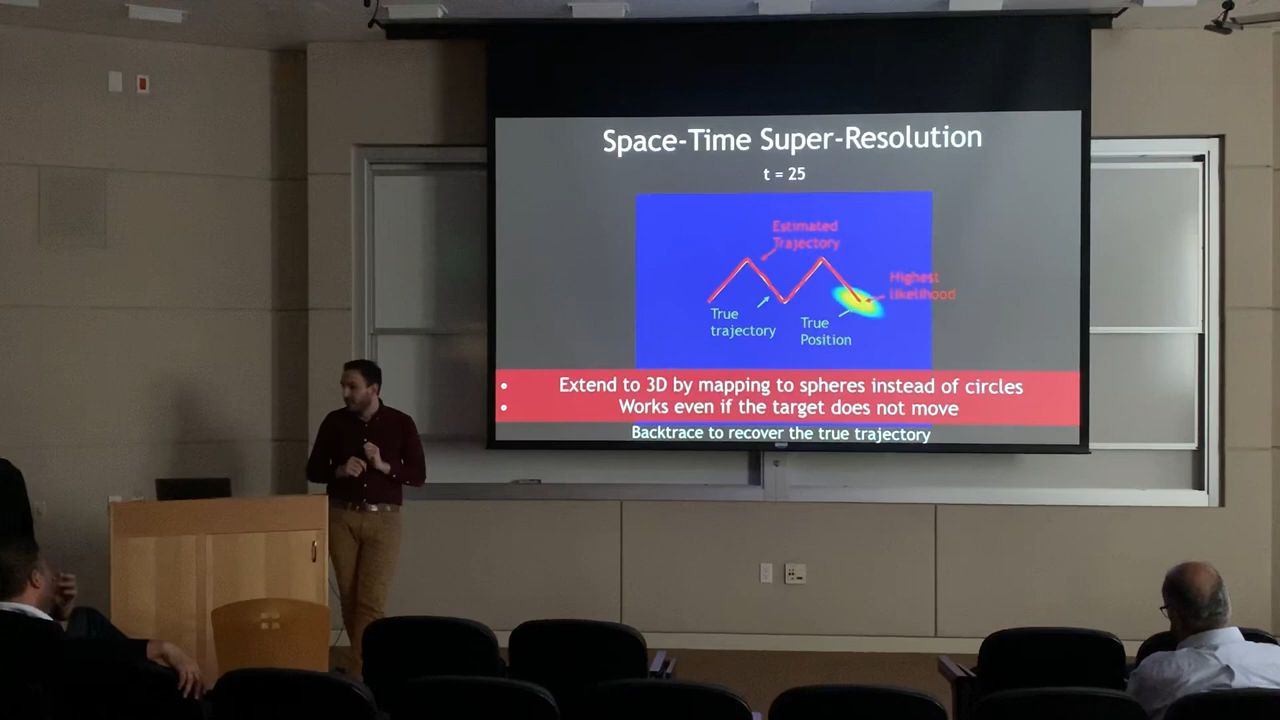 Space-Time Super-Resolution
t = 25
Estimated
Trajectory
Highest
likelihood
True
trajectory
True
Position
• Extend to 3D by mapping to spheres instead of circles
• Works even if the target does not move
Backtrace to recover the true trajectory